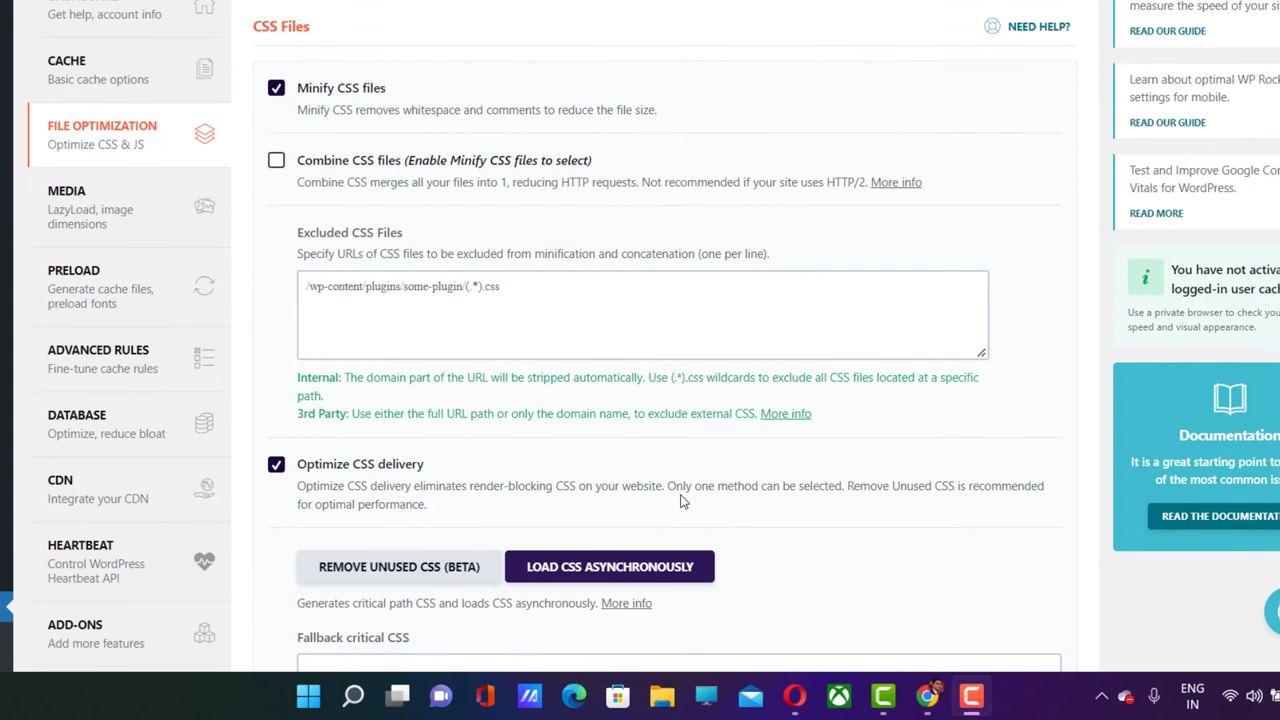 Get help, account info
CACHE
Basic cache options
FILE OPTIMIZATION
Optimize CSS & JS
MEDIA
LazyLoad, image
dimensions
PRELOAD
Generate cache files,
preload fonts
ADVANCED RULES
Fine-tune cache rules
DATABASE
Optimize, reduce bloat
CDN
Integrate your CDN
HEARTBEAT
Control WordPress
Heartbeat API
ADD-ONS
Add more features
CSS Files
NEED HELP?
Minify CSS files
Minify CSS removes whitespace and comments to reduce the file size.
Combine CSS files (Enable Minify CSS files to select)
Combine CSS merges all your files into 1, reducing HTTP requests. Not recommended if your site uses HTTP/2. More info
Excluded CSS Files
Specify URLs of CSS files to be excluded from minification and concatenation (one per line).
/wp-content/plugins/some-plugin/(.*).css
Internal: The domain part of the URL will be stripped automatically. Use (.*).css wildcards to exclude all CSS files located at a specific
path.
3rd Party: Use either the full URL path or only the domain name, to exclude external CSS. More info
Optimize CSS delivery
Optimize CSS delivery eliminates render-blocking CSS on your website. Only one method can be selected. Remove Unused CSS is recommended
for optimal performance.
REMOVE UNUSED CSS (BETA)
LOAD CSS ASYNCHRONOUSLY
Generates critical path CSS and loads CSS asynchronously. More info
Fallback critical CSS
measure the speed of your
READ OUR GUIDE
Learn about optimal WP Rock
settings for mobile.
READ OUR GUIDE
Test and Improve Google Co
Vitals for WordPress.
READ MORE
You have not activa
logged-in user cac
Use a private browser to check you
speed and visual appearance.
Documentation
It is a great starting point to
of the most common is
READ THE DOCUMENTAT
ENG
IN